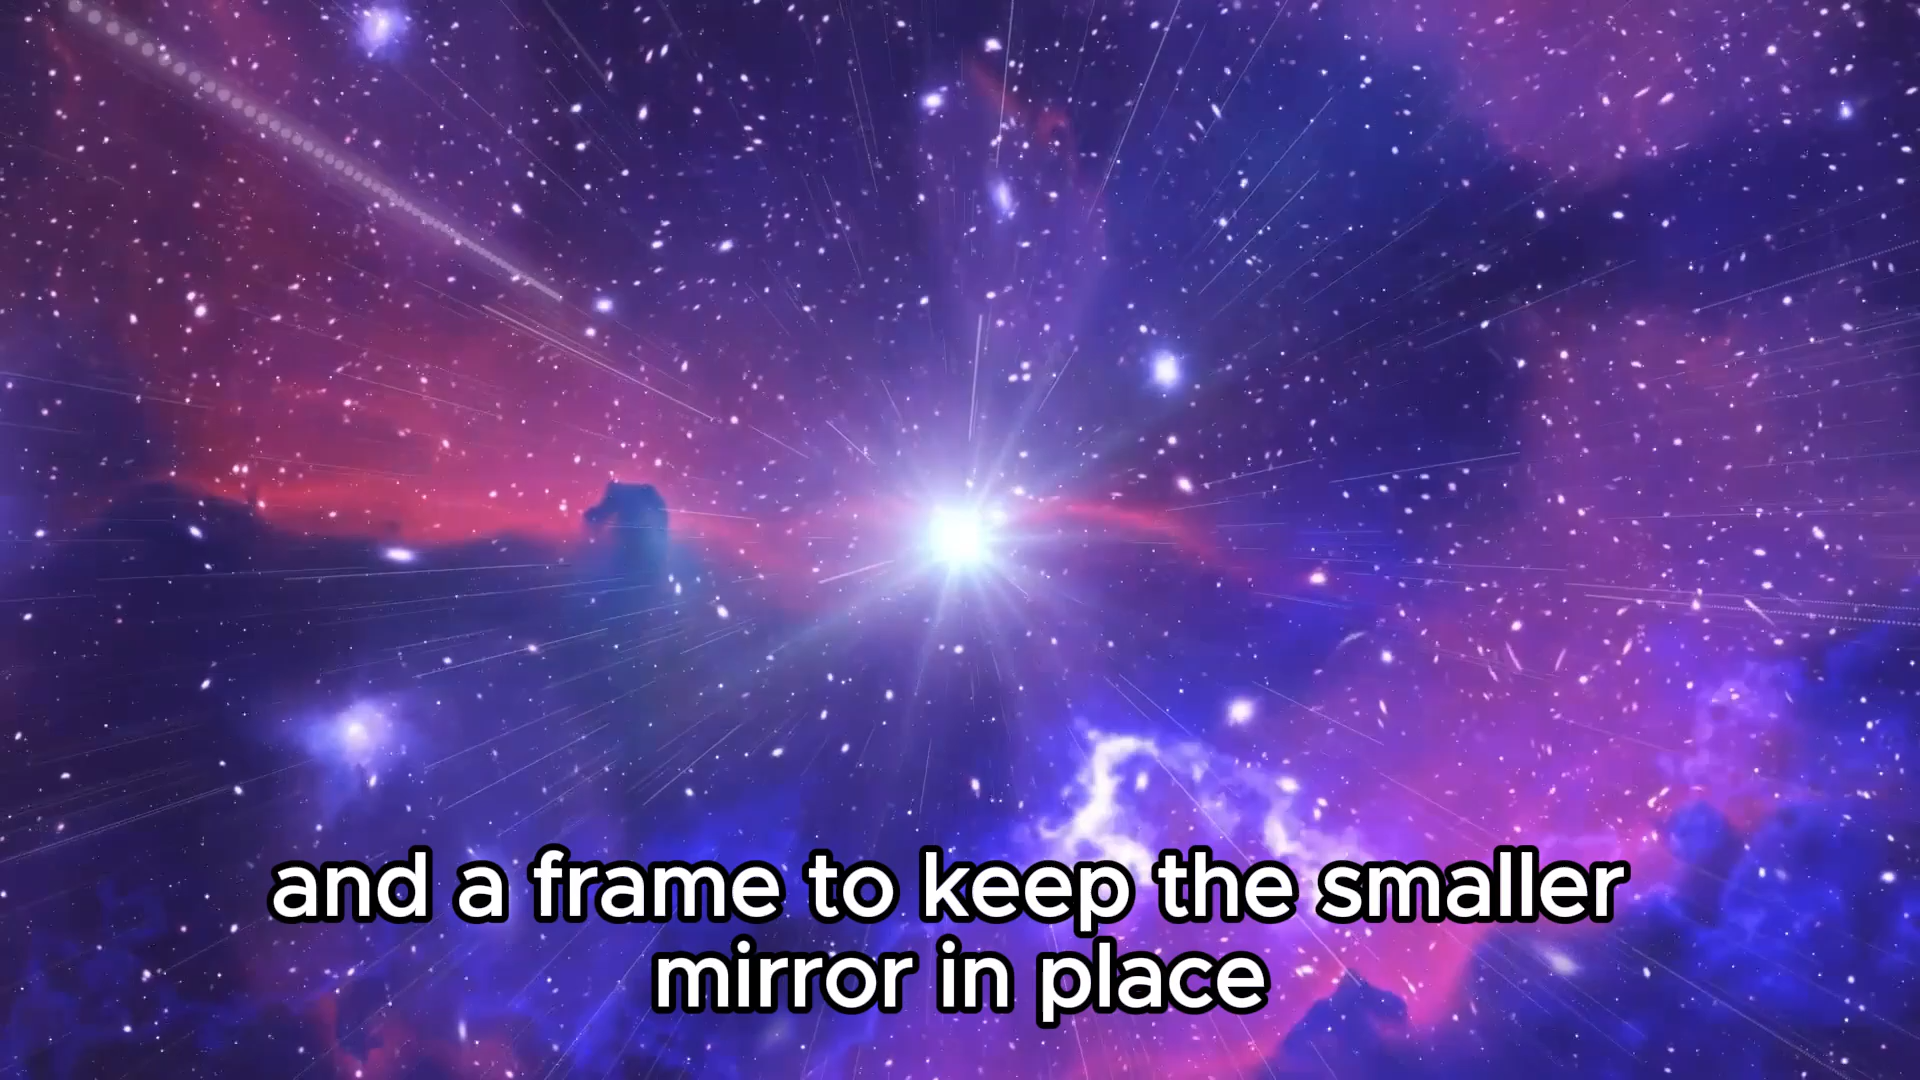 and a frame to keep the smaller
mirror in place